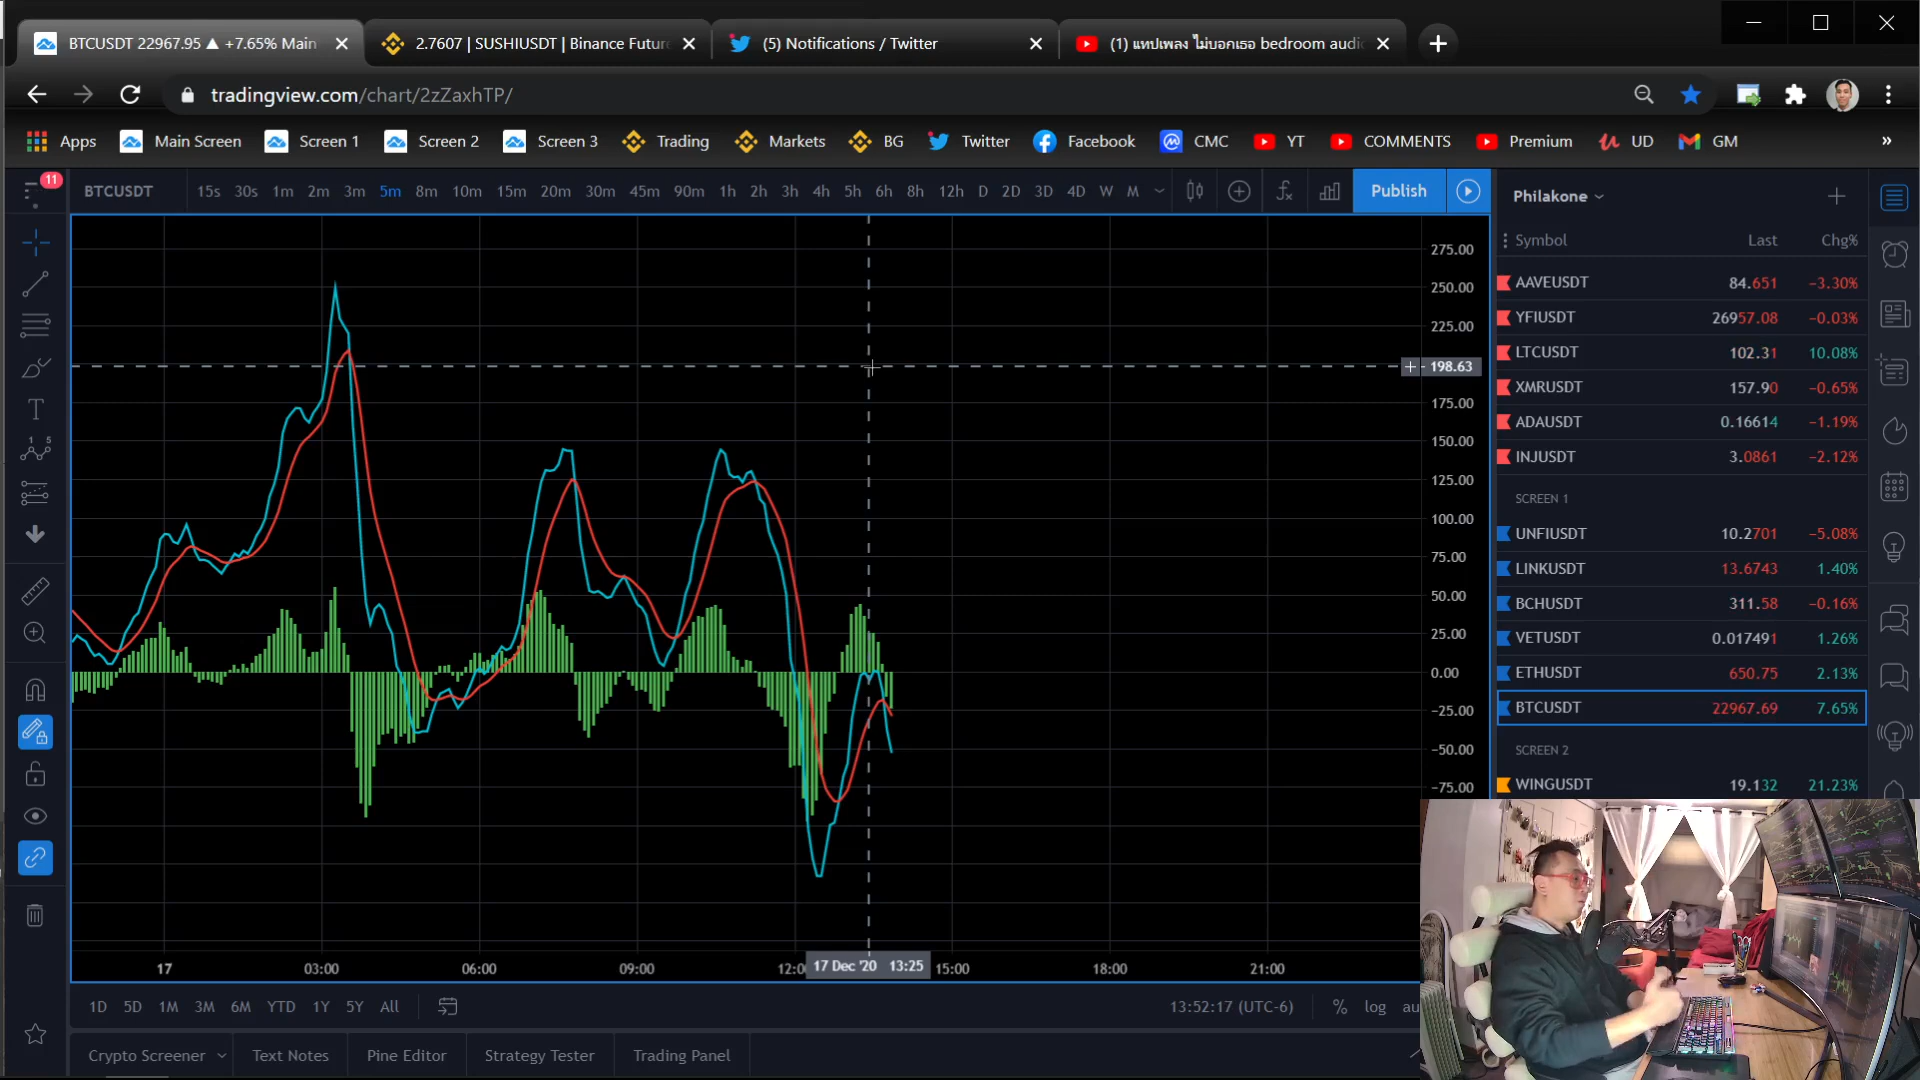 BTCUSDT 22967.95 ▲ +7.65% Main
2.7607 | SUSHIUSDT | Binance Futur
(5) Notifications / Twitter
(1) แทปเพลง ไม่บอกเธอ bedroom audi
tradingview.com/chart/2zZaxhTP/
Apps Main Screen Screen 1 Screen 2 Screen 3 Trading Markets BG Twitter Facebook CMC YT COMMENTS Premium UD GM »
11
BTCUSDT 15s 30s 1m 2m 3m 5m 8m 10m 15m 20m 30m 45m 90m 1h 2h 3h 4h 5h 6h 8h 12h D 2D 3D 4D W M Publish
Philakone
Symbol Last Chg%
AAVEUSDT 84.651 −3.30%
YFIUSDT 26957.08 −0.03%
LTCUSDT 102.31 10.08%
XMRUSDT 157.90 −0.65%
ADAUSDT 0.16614 −1.19%
INJUSDT 3.0861 −2.12%
SCREEN 1
UNFIUSDT 10.2701 −5.08%
LINKUSDT 13.6743 1.40%
BCHUSDT 311.58 −0.16%
VETUSDT 0.017491 1.26%
ETHUSDT 650.75 2.13%
BTCUSDT 22967.69 7.65%
SCREEN 2
WINGUSDT 19.132 21.23%
275.00
250.00
225.00
198.63
175.00
150.00
125.00
100.00
75.00
50.00
25.00
0.00
−25.00
−50.00
−75.00
17 03:00 06:00 09:00 12:0 17 Dec '20 13:25 15:00 18:00 21:00
1D 5D 1M 3M 6M YTD 1Y 5Y All
13:52:17 (UTC-6) % log au
Crypto Screener Text Notes Pine Editor Strategy Tester Trading Panel